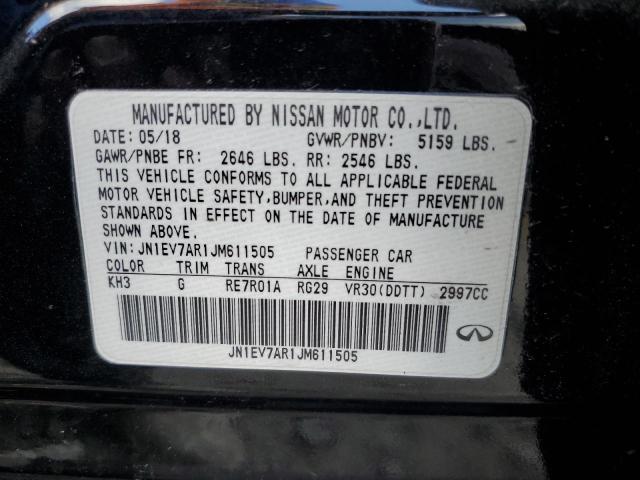 MANUFACTURED BY NISSAN MOTOR CO.,LTD.
DATE: 05/18 GVWR/PNBV: 5159 LBS.
GAWR/PNBE FR: 2646 LBS. RR: 2546 LBS.
THIS VEHICLE CONFORMS TO ALL APPLICABLE FEDERAL
MOTOR VEHICLE SAFETY,BUMPER,AND THEFT PREVENTION
STANDARDS IN EFFECT ON THE DATE OF MANUFACTURE
SHOWN ABOVE.
VIN: JN1EV7AR1JM611505 PASSENGER CAR
COLOR TRIM TRANS AXLE ENGINE
KH3 G RE7R01A RG29 VR30(DDTT) 2997CC
JN1EV7AR1JM611505